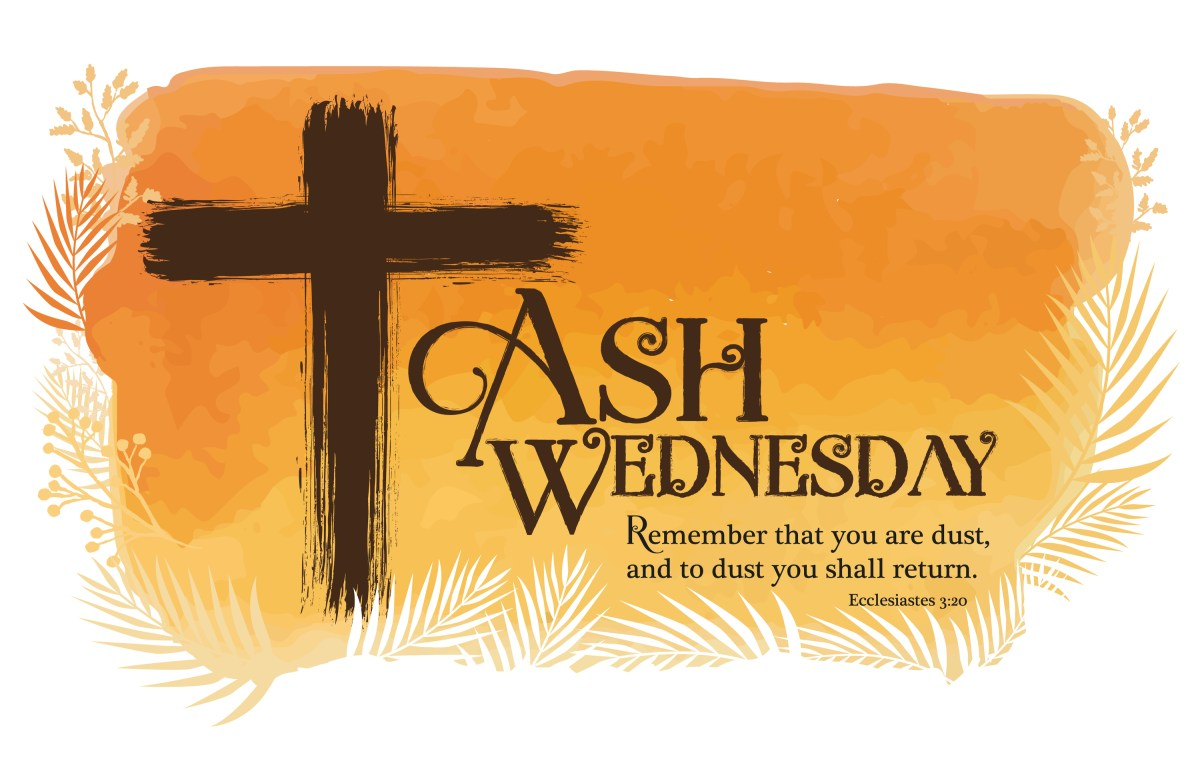 ASH
WEDNESDAY
Remember that you are dust,
and to dust you shall return.
Ecclesiastes 3:20